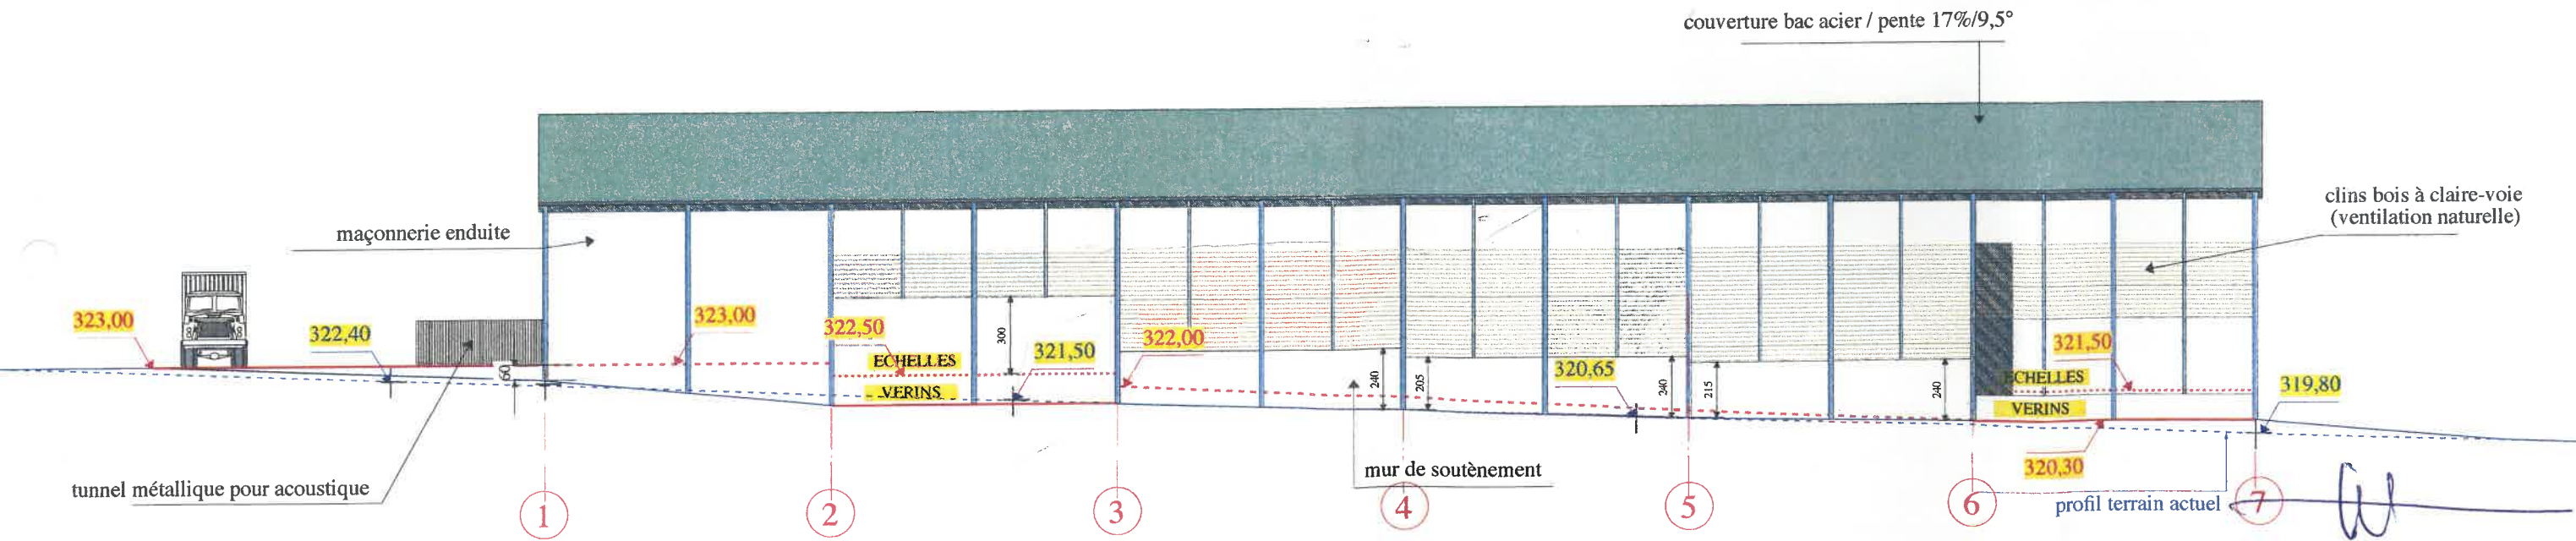 couverture bac acier / pente 17%/9,5°
clins bois à claire-voie
(ventilation naturelle)
maçonnerie enduite
323,00
322,40
60
323,00
322,50
ECHELLES
VERINS
300
321,50
322,00
240
205
320,65
240
215
240
321,50
ECHELLES
VERINS
319,80
320,30
mur de soutènement
tunnel métallique pour acoustique
profil terrain actuel
1
2
3
4
5
6
7